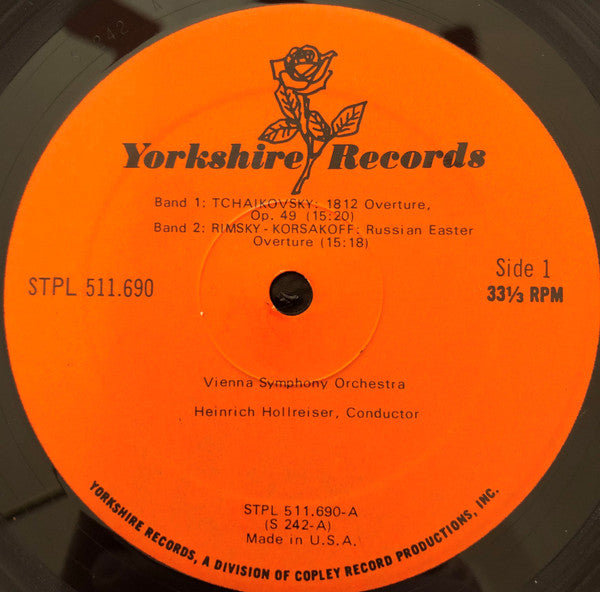 Yorkshire Records
Band 1: TCHAIKOVSKY: 1812 Overture,
Op. 49 (15:20)
Band 2: RIMSKY - KORSAKOFF: Russian Easter
Overture (15:18)
STPL 511.690
Side 1
33⅓ RPM
Vienna Symphony Orchestra
Heinrich Hollreiser, Conductor
STPL 511.690-A
(S 242-A)
Made in U.S.A.
YORKSHIRE RECORDS, A DIVISION OF COPLEY RECORD PRODUCTIONS, INC.